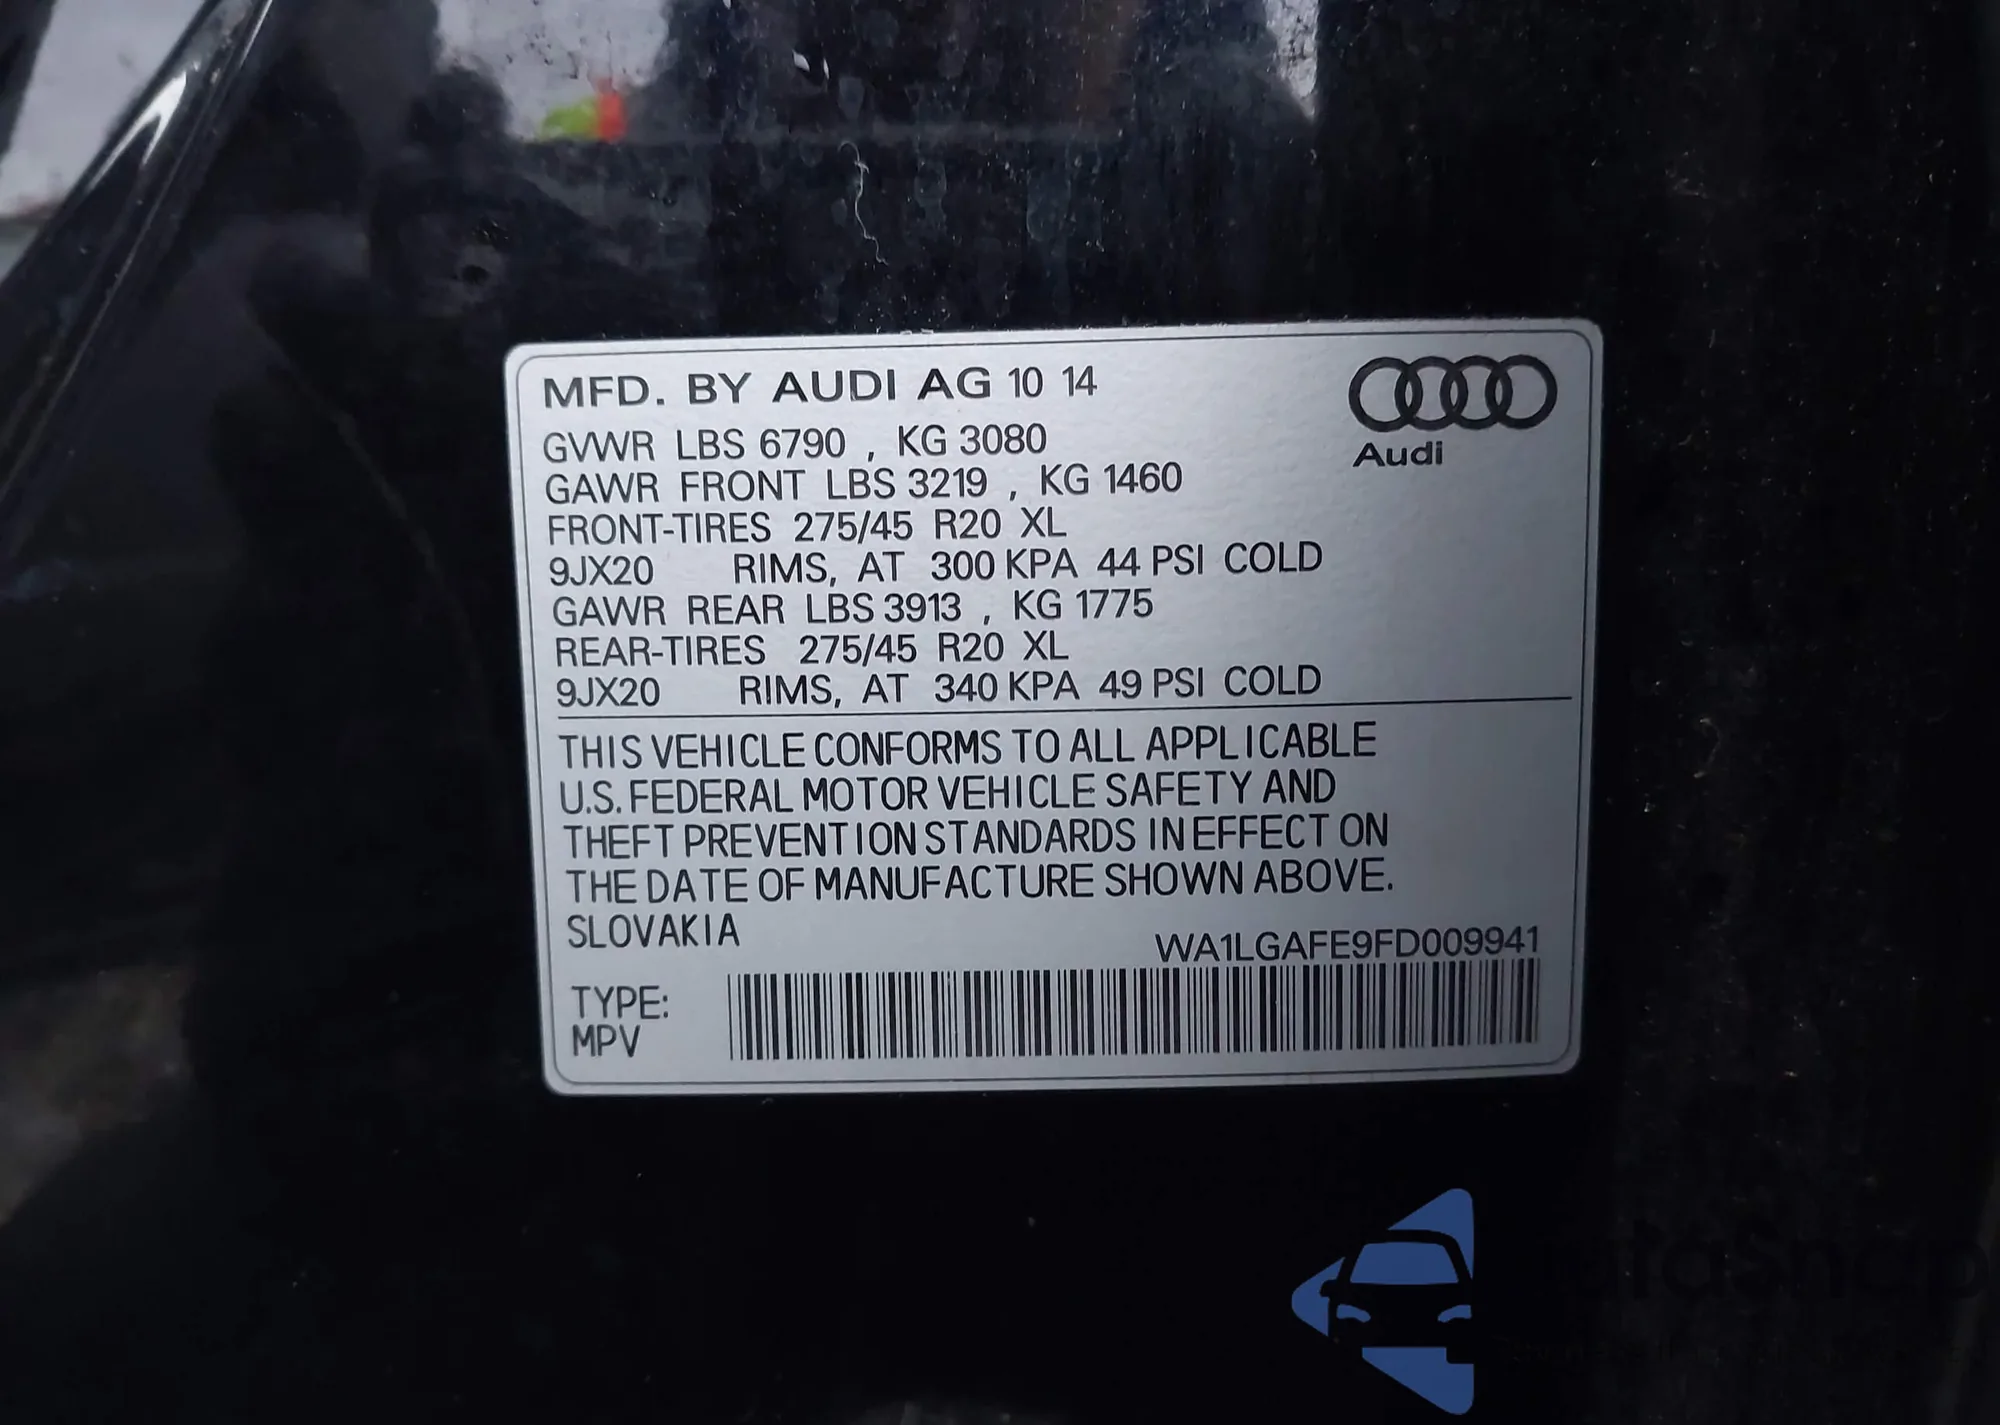 MFD. BY AUDI AG 10 14
Audi
GVWR LBS 6790 , KG 3080
GAWR FRONT LBS 3219 , KG 1460
FRONT-TIRES 275/45 R20 XL
9JX20 RIMS, AT 300 KPA 44 PSI COLD
GAWR REAR LBS 3913 , KG 1775
REAR-TIRES 275/45 R20 XL
9JX20 RIMS, AT 340 KPA 49 PSI COLD
THIS VEHICLE CONFORMS TO ALL APPLICABLE
U.S. FEDERAL MOTOR VEHICLE SAFETY AND
THEFT PREVENTION STANDARDS IN EFFECT ON
THE DATE OF MANUFACTURE SHOWN ABOVE.
SLOVAKIA
WA1LGAFE9FD009941
TYPE:
MPV